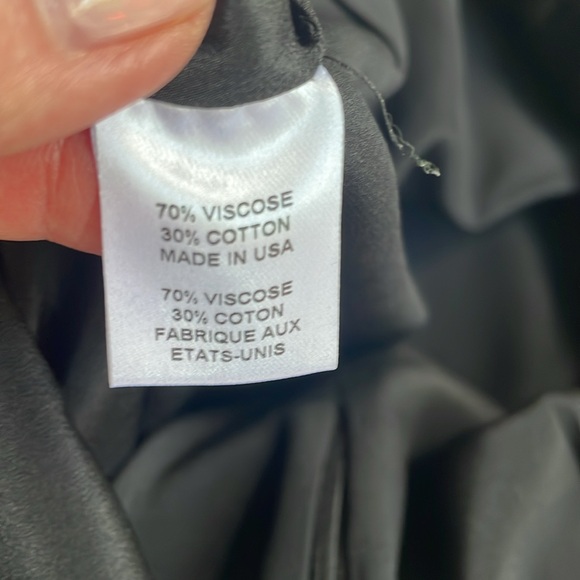 70% VISCOSE
30% COTTON
MADE IN USA
70% VISCOSE
30% COTON
FABRIQUE AUX
ETATS-UNIS